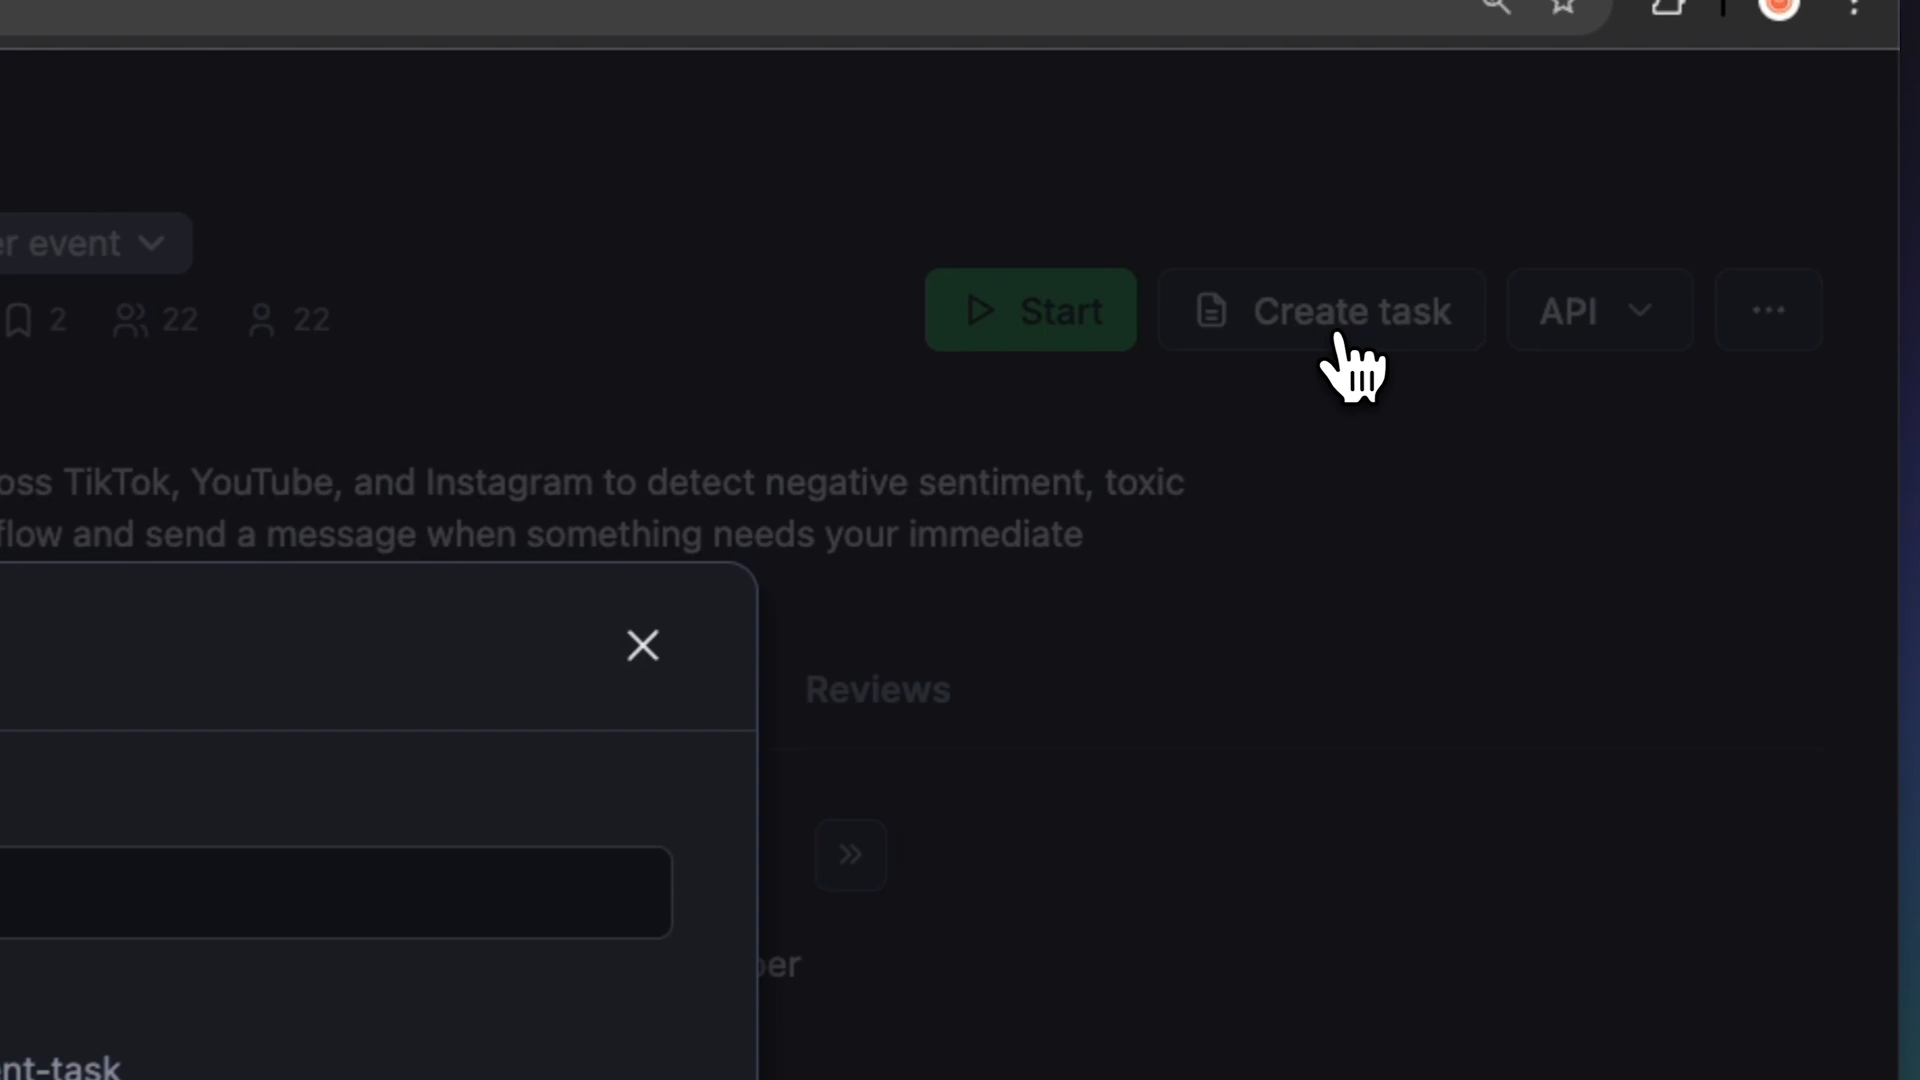 er event
2 22 22
Start Create task API ...
oss TikTok, YouTube, and Instagram to detect negative sentiment, toxic
flow and send a message when something needs your immediate
Reviews
per
nt-task